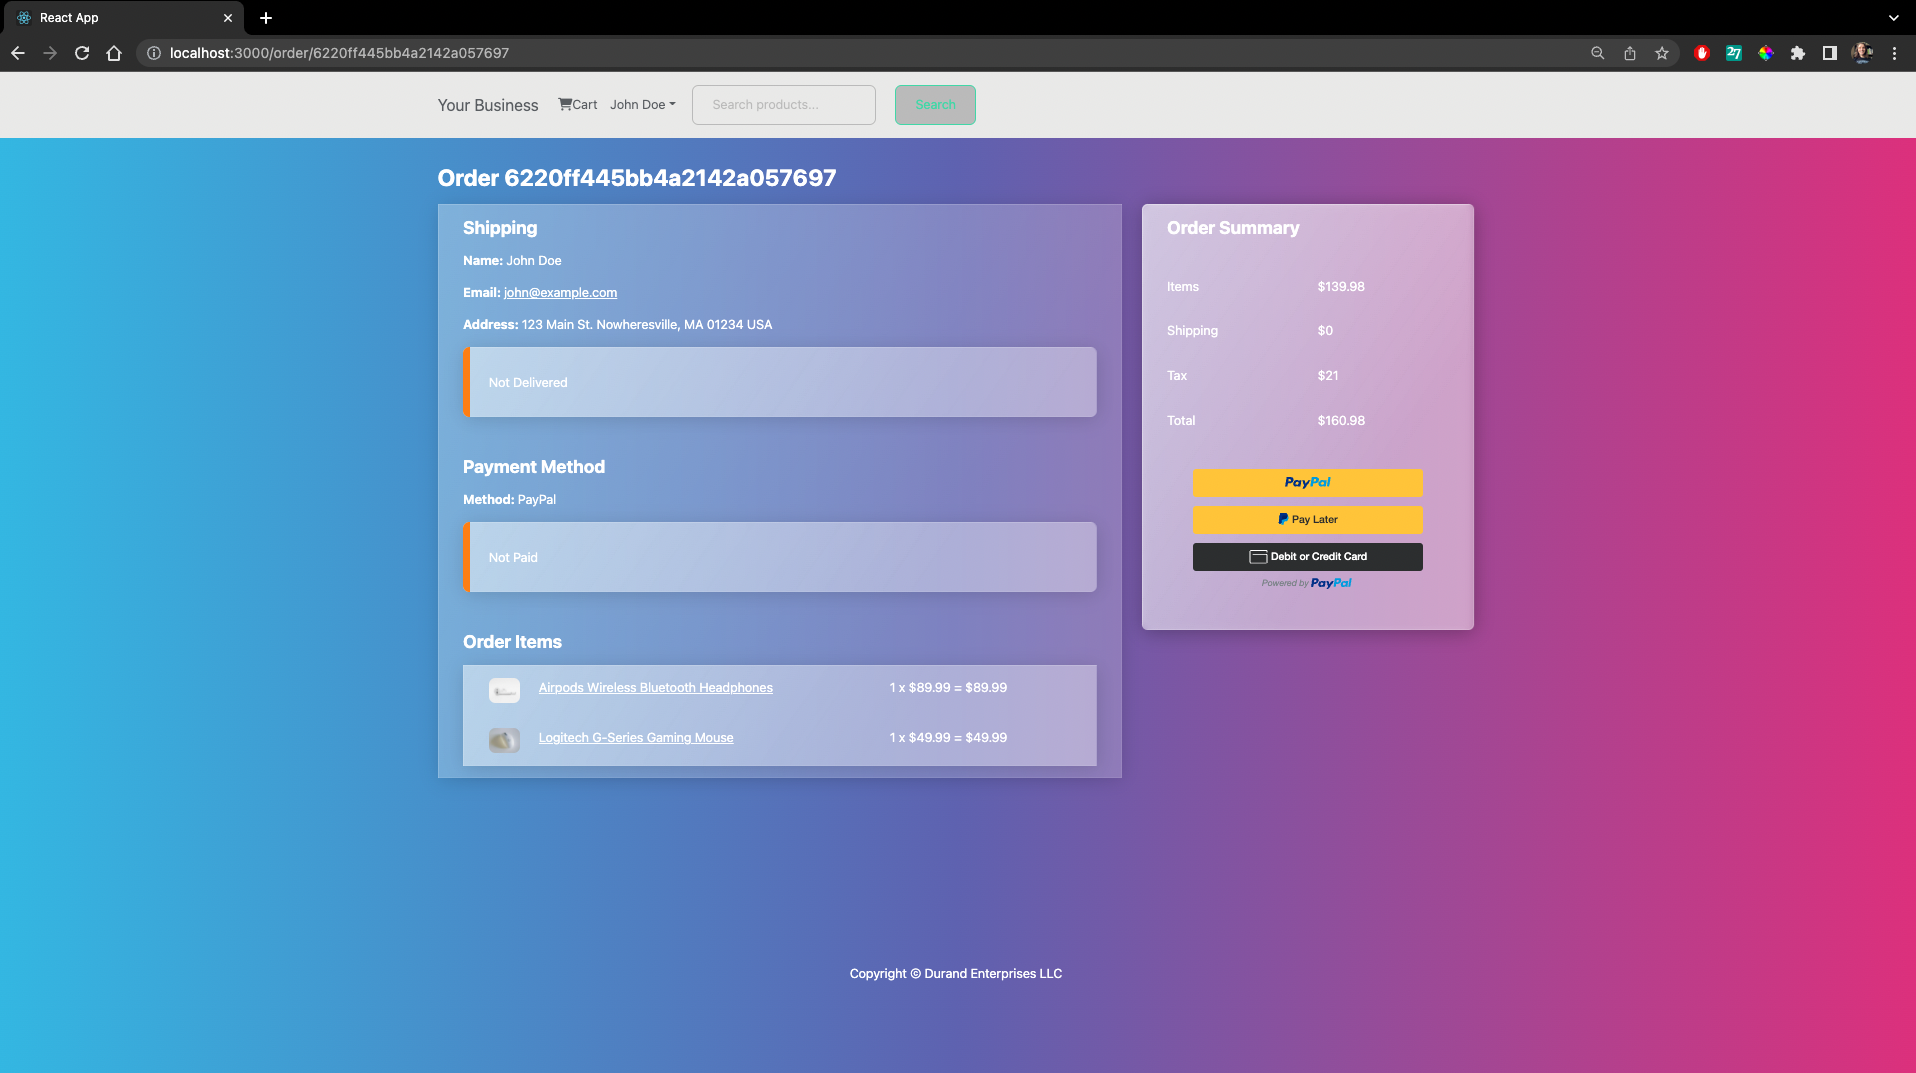 React App
localhost:3000/order/6220ff445bb4a2142a057697
27
Your Business Cart John Doe Search products... Search
Order 6220ff445bb4a2142a057697
Shipping
Name: John Doe
Email: john@example.com
Address: 123 Main St. Nowheresville, MA 01234 USA
Not Delivered
Payment Method
Method: PayPal
Not Paid
Order Items
Airpods Wireless Bluetooth Headphones 1 x $89.99 = $89.99
Logitech G-Series Gaming Mouse 1 x $49.99 = $49.99
Order Summary
Items $139.98
Shipping $0
Tax $21
Total $160.98
PayPal
Pay Later
Debit or Credit Card
Powered by PayPal
Copyright © Durand Enterprises LLC